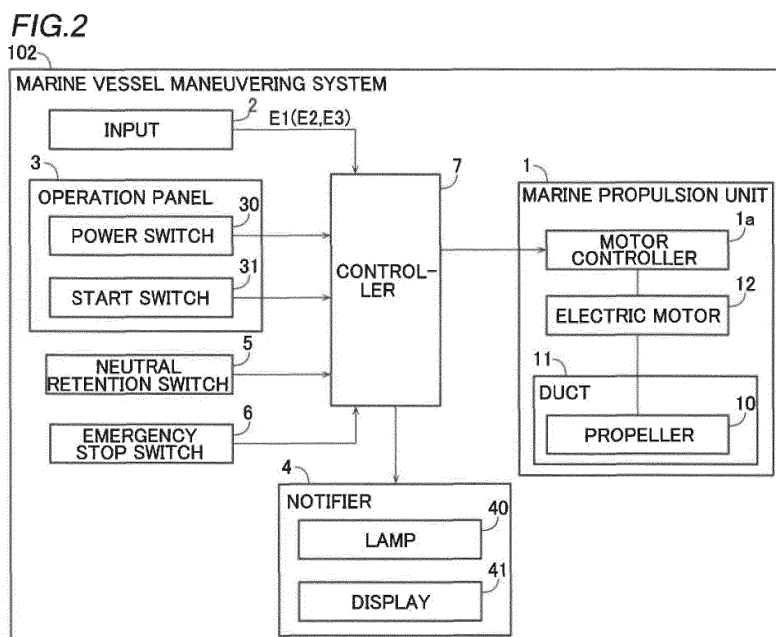 FIG.2
102
MARINE VESSEL MANEUVERING SYSTEM
2
INPUT
E1(E2,E3)
3
OPERATION PANEL
30
POWER SWITCH
31
START SWITCH
5
NEUTRAL
RETENTION SWITCH
6
EMERGENCY
STOP SWITCH
7
CONTROL-
LER
1
MARINE PROPULSION UNIT
1a
MOTOR
CONTROLLER
12
ELECTRIC MOTOR
11
DUCT
10
PROPELLER
4
NOTIFIER
40
LAMP
41
DISPLAY